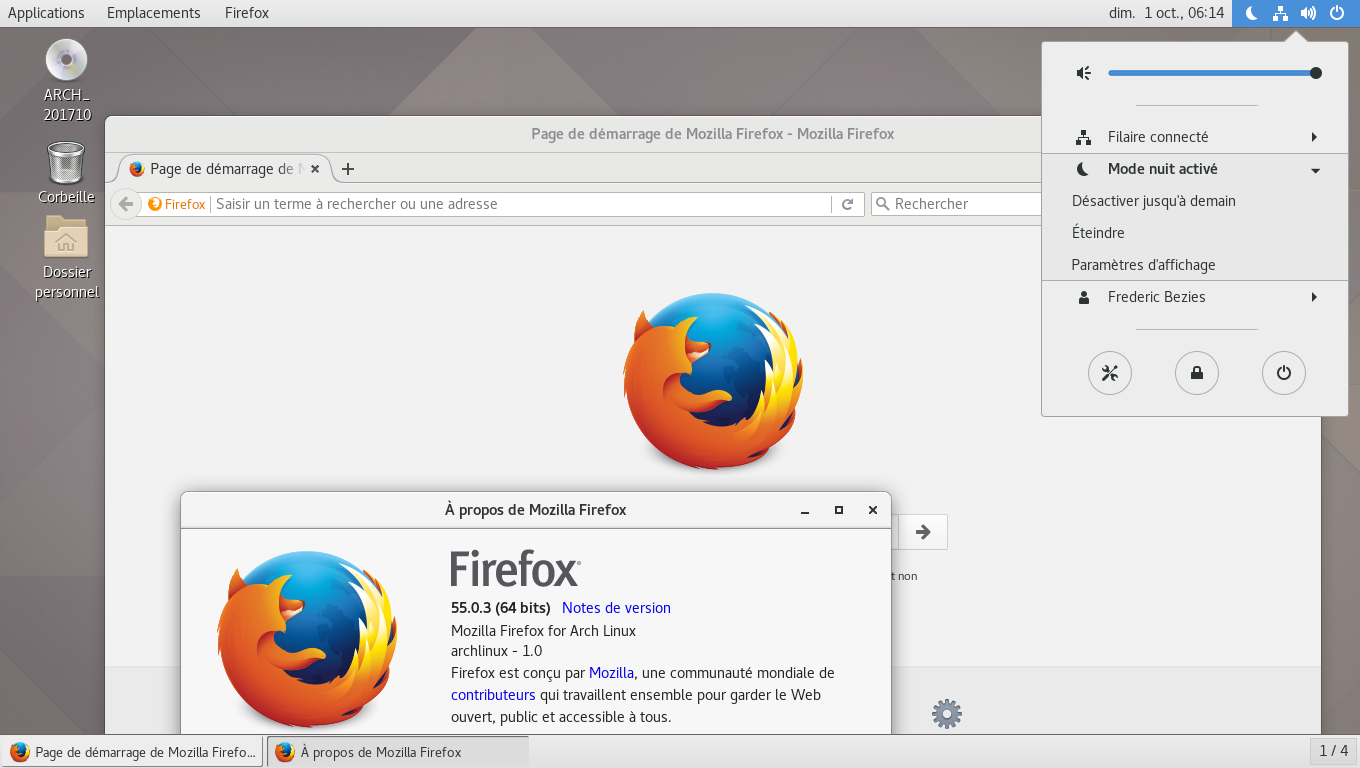 Applications Emplacements Firefox dim. 1 oct., 06:14
ARCH_
201710
Corbeille
Dossier
personnel
Page de démarrage de Mozilla Firefox - Mozilla Firefox
Page de démarrage de
Firefox Saisir un terme à rechercher ou une adresse Rechercher
Filaire connecté
Mode nuit activé
Désactiver jusqu'à demain
Éteindre
Paramètres d'affichage
Frederic Bezies
À propos de Mozilla Firefox
non
Firefox
55.0.3 (64 bits) Notes de version
Mozilla Firefox for Arch Linux
archlinux - 1.0
Firefox est conçu par Mozilla, une communauté mondiale de
contributeurs qui travaillent ensemble pour garder le Web
ouvert, public et accessible à tous.
Page de démarrage de Mozilla Firefo... À propos de Mozilla Firefox 1 / 4